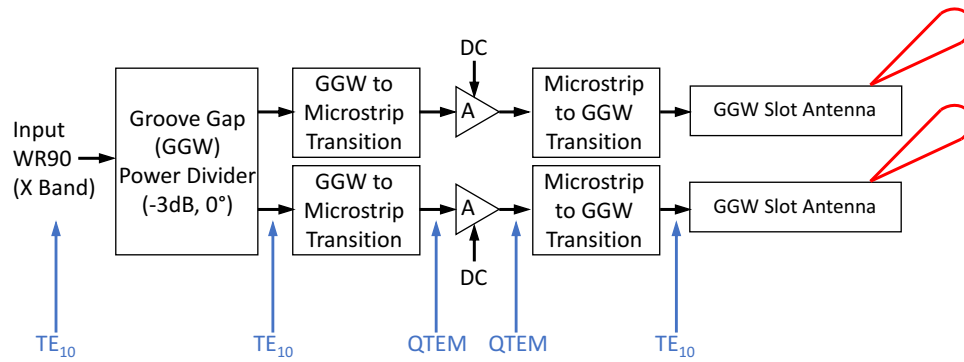 Input
WR90
(X Band)
Groove Gap
(GGW)
Power Divider
(-3dB, 0°)
GGW to
Microstrip
Transition
DC
A
Microstrip
to GGW
Transition
GGW Slot Antenna
GGW to
Microstrip
Transition
A
DC
Microstrip
to GGW
Transition
GGW Slot Antenna
TE₁₀
TE₁₀
QTEM
QTEM
TE₁₀